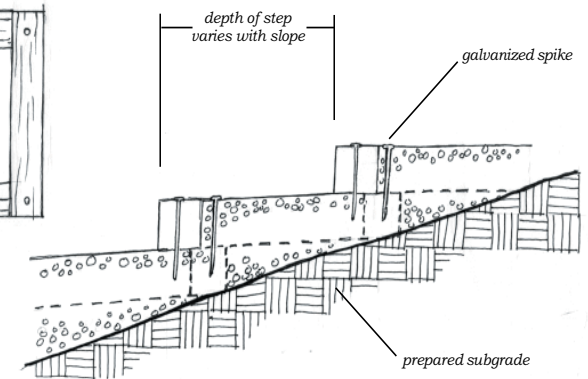 depth of step
varies with slope
galvanized spike
prepared subgrade